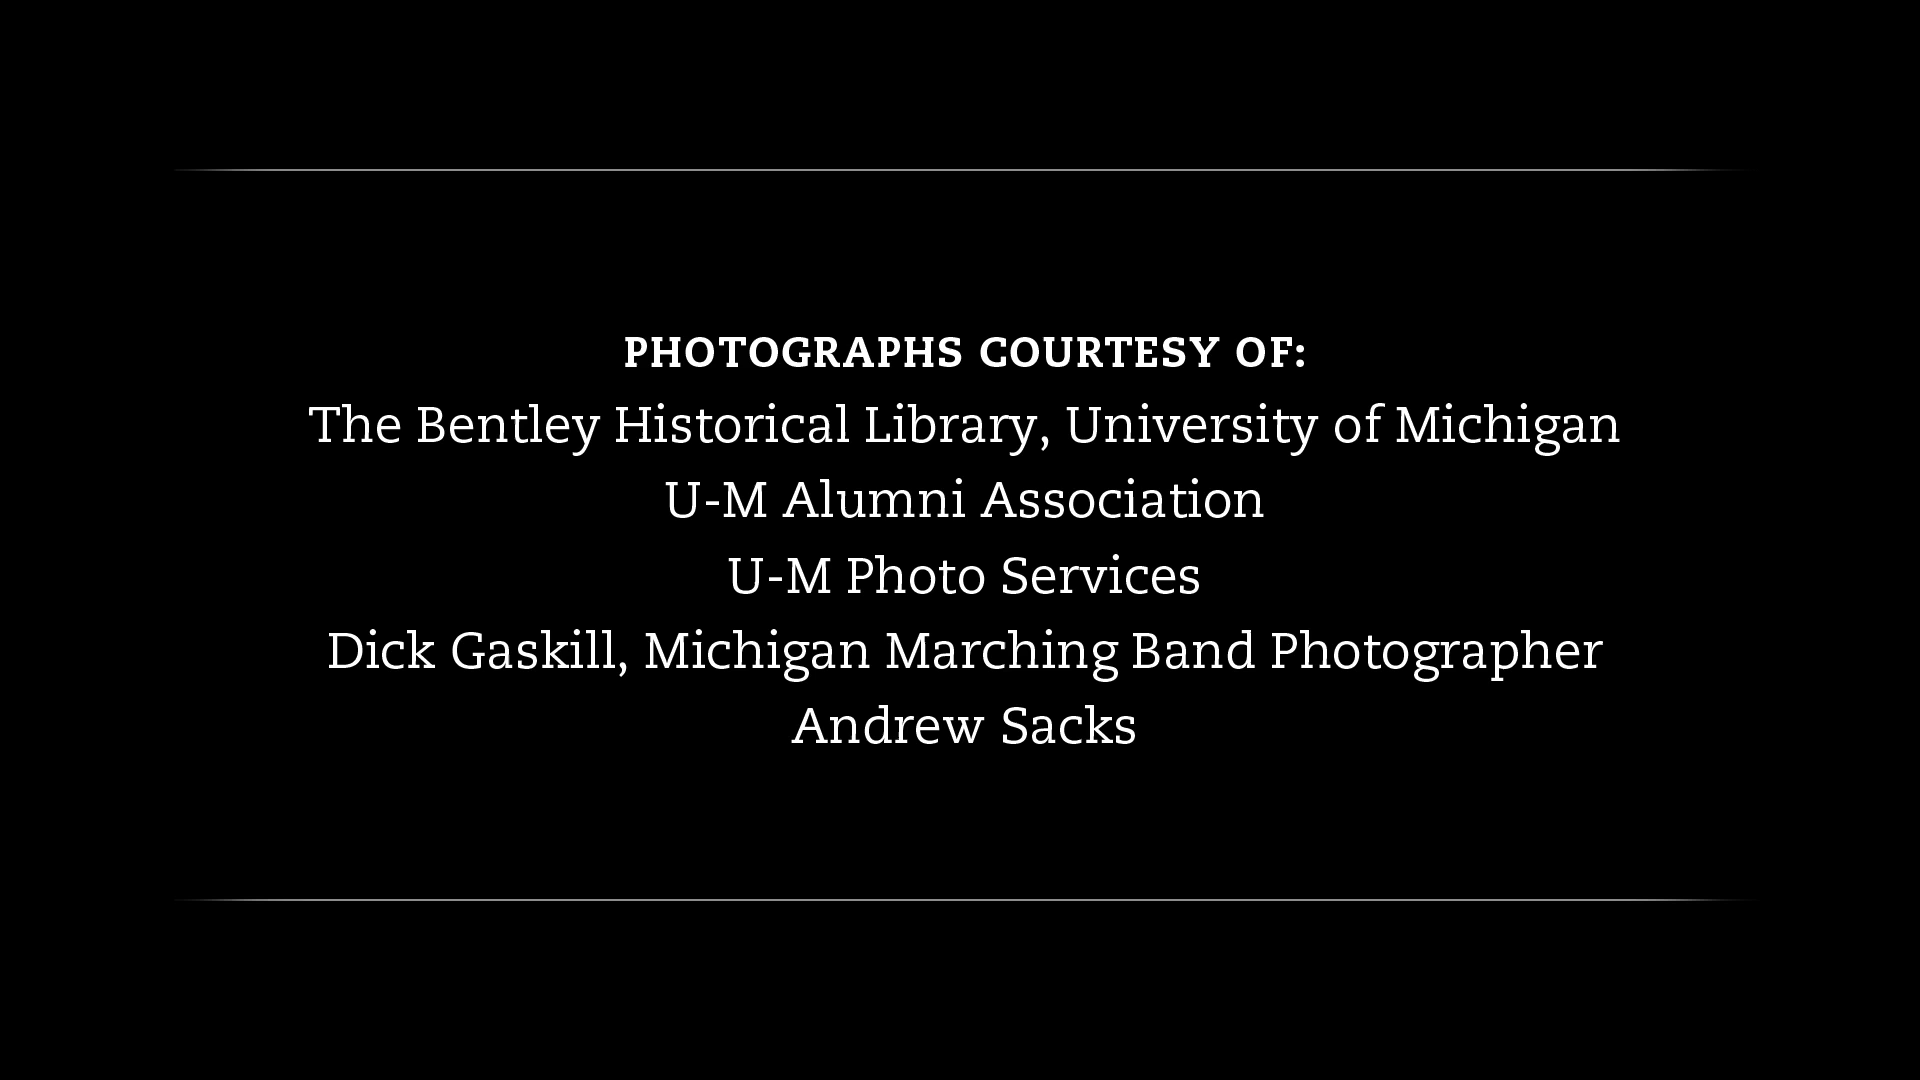 PHOTOGRAPHS COURTESY OF:
The Bentley Historical Library, University of Michigan
U-M Alumni Association
U-M Photo Services
Dick Gaskill, Michigan Marching Band Photographer
Andrew Sacks